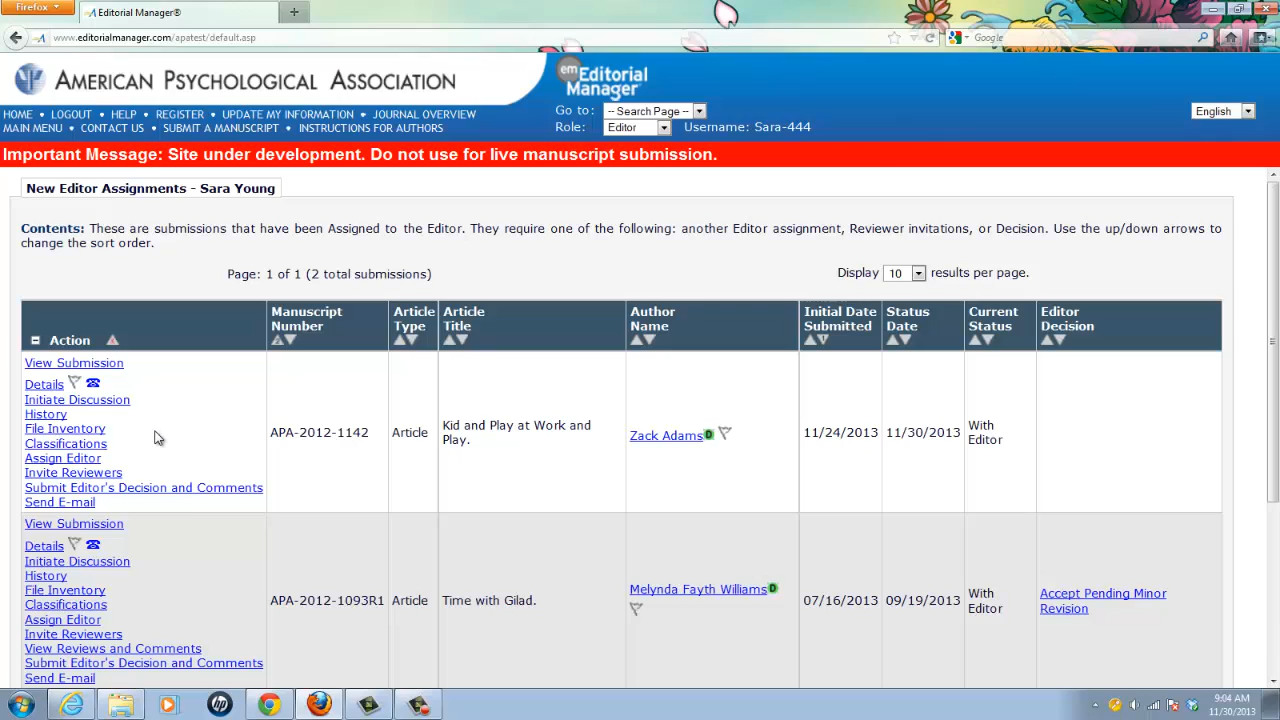 Firefox
Editorial Manager®
www.editorialmanager.com/apatest/default.asp
Google
AMERICAN PSYCHOLOGICAL ASSOCIATION
em Editorial Manager
HOME • LOGOUT • HELP • REGISTER • UPDATE MY INFORMATION • JOURNAL OVERVIEW
MAIN MENU • CONTACT US • SUBMIT A MANUSCRIPT • INSTRUCTIONS FOR AUTHORS
Go to: -- Search Page --
Role: Editor Username: Sara-444
English
Important Message: Site under development. Do not use for live manuscript submission.
New Editor Assignments - Sara Young
Contents: These are submissions that have been Assigned to the Editor. They require one of the following: another Editor assignment, Reviewer invitations, or Decision. Use the up/down arrows to
change the sort order.
Page: 1 of 1 (2 total submissions)
Display 10 results per page.
Action
Manuscript Number
Article Type
Article Title
Author Name
Initial Date Submitted
Status Date
Current Status
Editor Decision
View Submission
Details
Initiate Discussion
History
File Inventory
Classifications
Assign Editor
Invite Reviewers
Submit Editor's Decision and Comments
Send E-mail
APA-2012-1142
Article
Kid and Play at Work and
Play.
Zack Adams D
11/24/2013
11/30/2013
With
Editor
View Submission
Details
Initiate Discussion
History
File Inventory
Classifications
Assign Editor
Invite Reviewers
View Reviews and Comments
Submit Editor's Decision and Comments
Send E-mail
APA-2012-1093R1
Article
Time with Gilad.
Melynda Fayth Williams D
07/16/2013
09/19/2013
With
Editor
Accept Pending Minor
Revision
hp
9:04 AM
11/30/2013